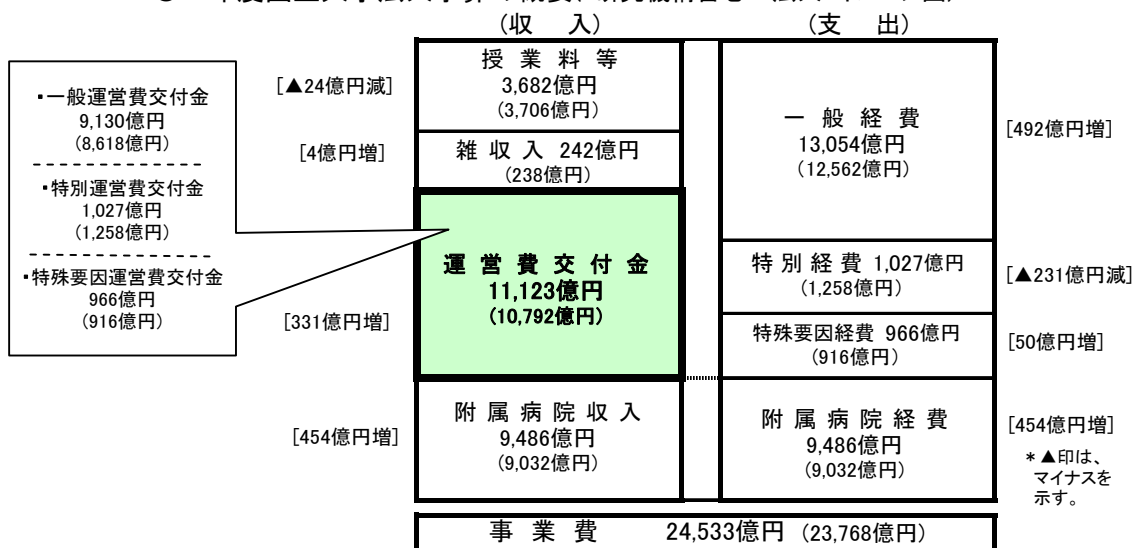 (収　入)
(支　出)
・一般運営費交付金
9,130億円
(8,618億円)
・特別運営費交付金
1,027億円
(1,258億円)
・特殊要因運営費交付金
966億円
(916億円)
[▲24億円減]
[4億円増]
[331億円増]
[454億円増]
授 業 料 等
3,682億円
(3,706億円)
雑 収 入 242億円
(238億円)
運 営 費 交 付 金
11,123億円
(10,792億円)
附 属 病 院 収 入
9,486億円
(9,032億円)
一 般 経 費
13,054億円
(12,562億円)
特 別 経 費 1,027億円
(1,258億円)
特殊要因経費 966億円
(916億円)
附 属 病 院 経 費
9,486億円
(9,032億円)
[492億円増]
[▲231億円減]
[50億円増]
[454億円増]
＊▲印は、
マイナスを
示す。
事 業 費　24,533億円 (23,768億円)